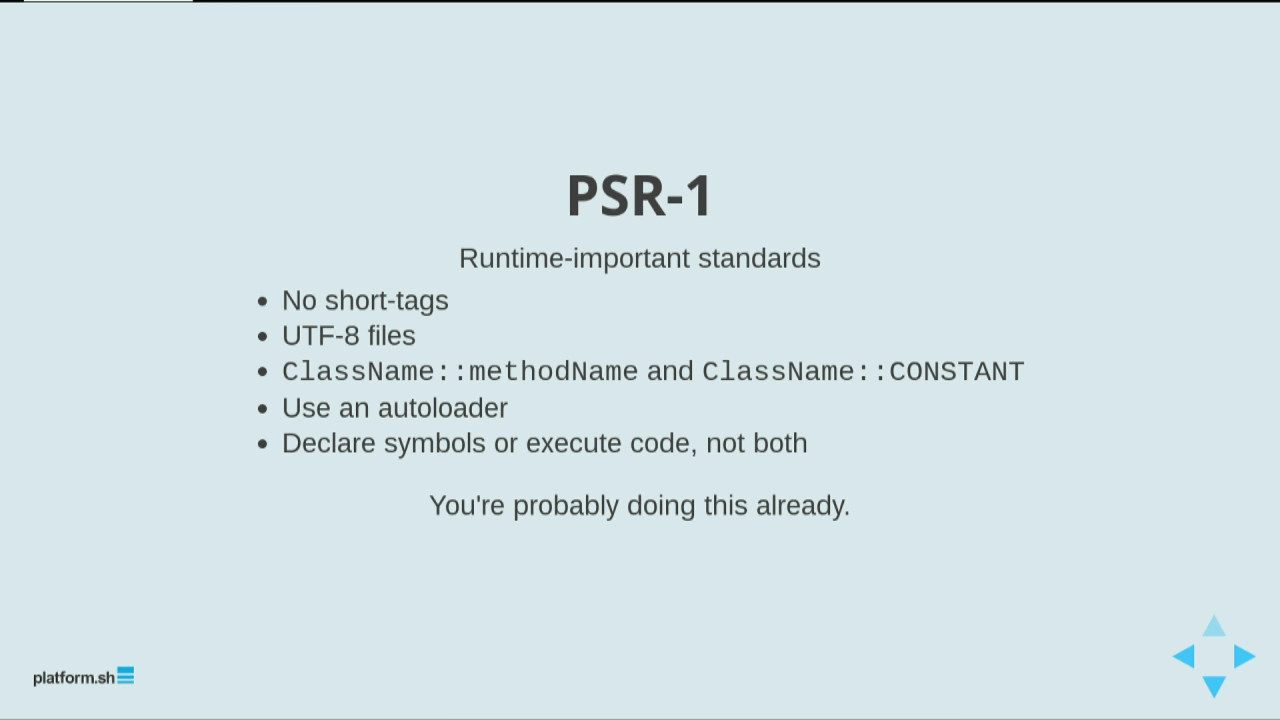 PSR-1
Runtime-important standards
No short-tags
UTF-8 files
ClassName::methodName and ClassName::CONSTANT
Use an autoloader
Declare symbols or execute code, not both
You're probably doing this already.
platform.sh